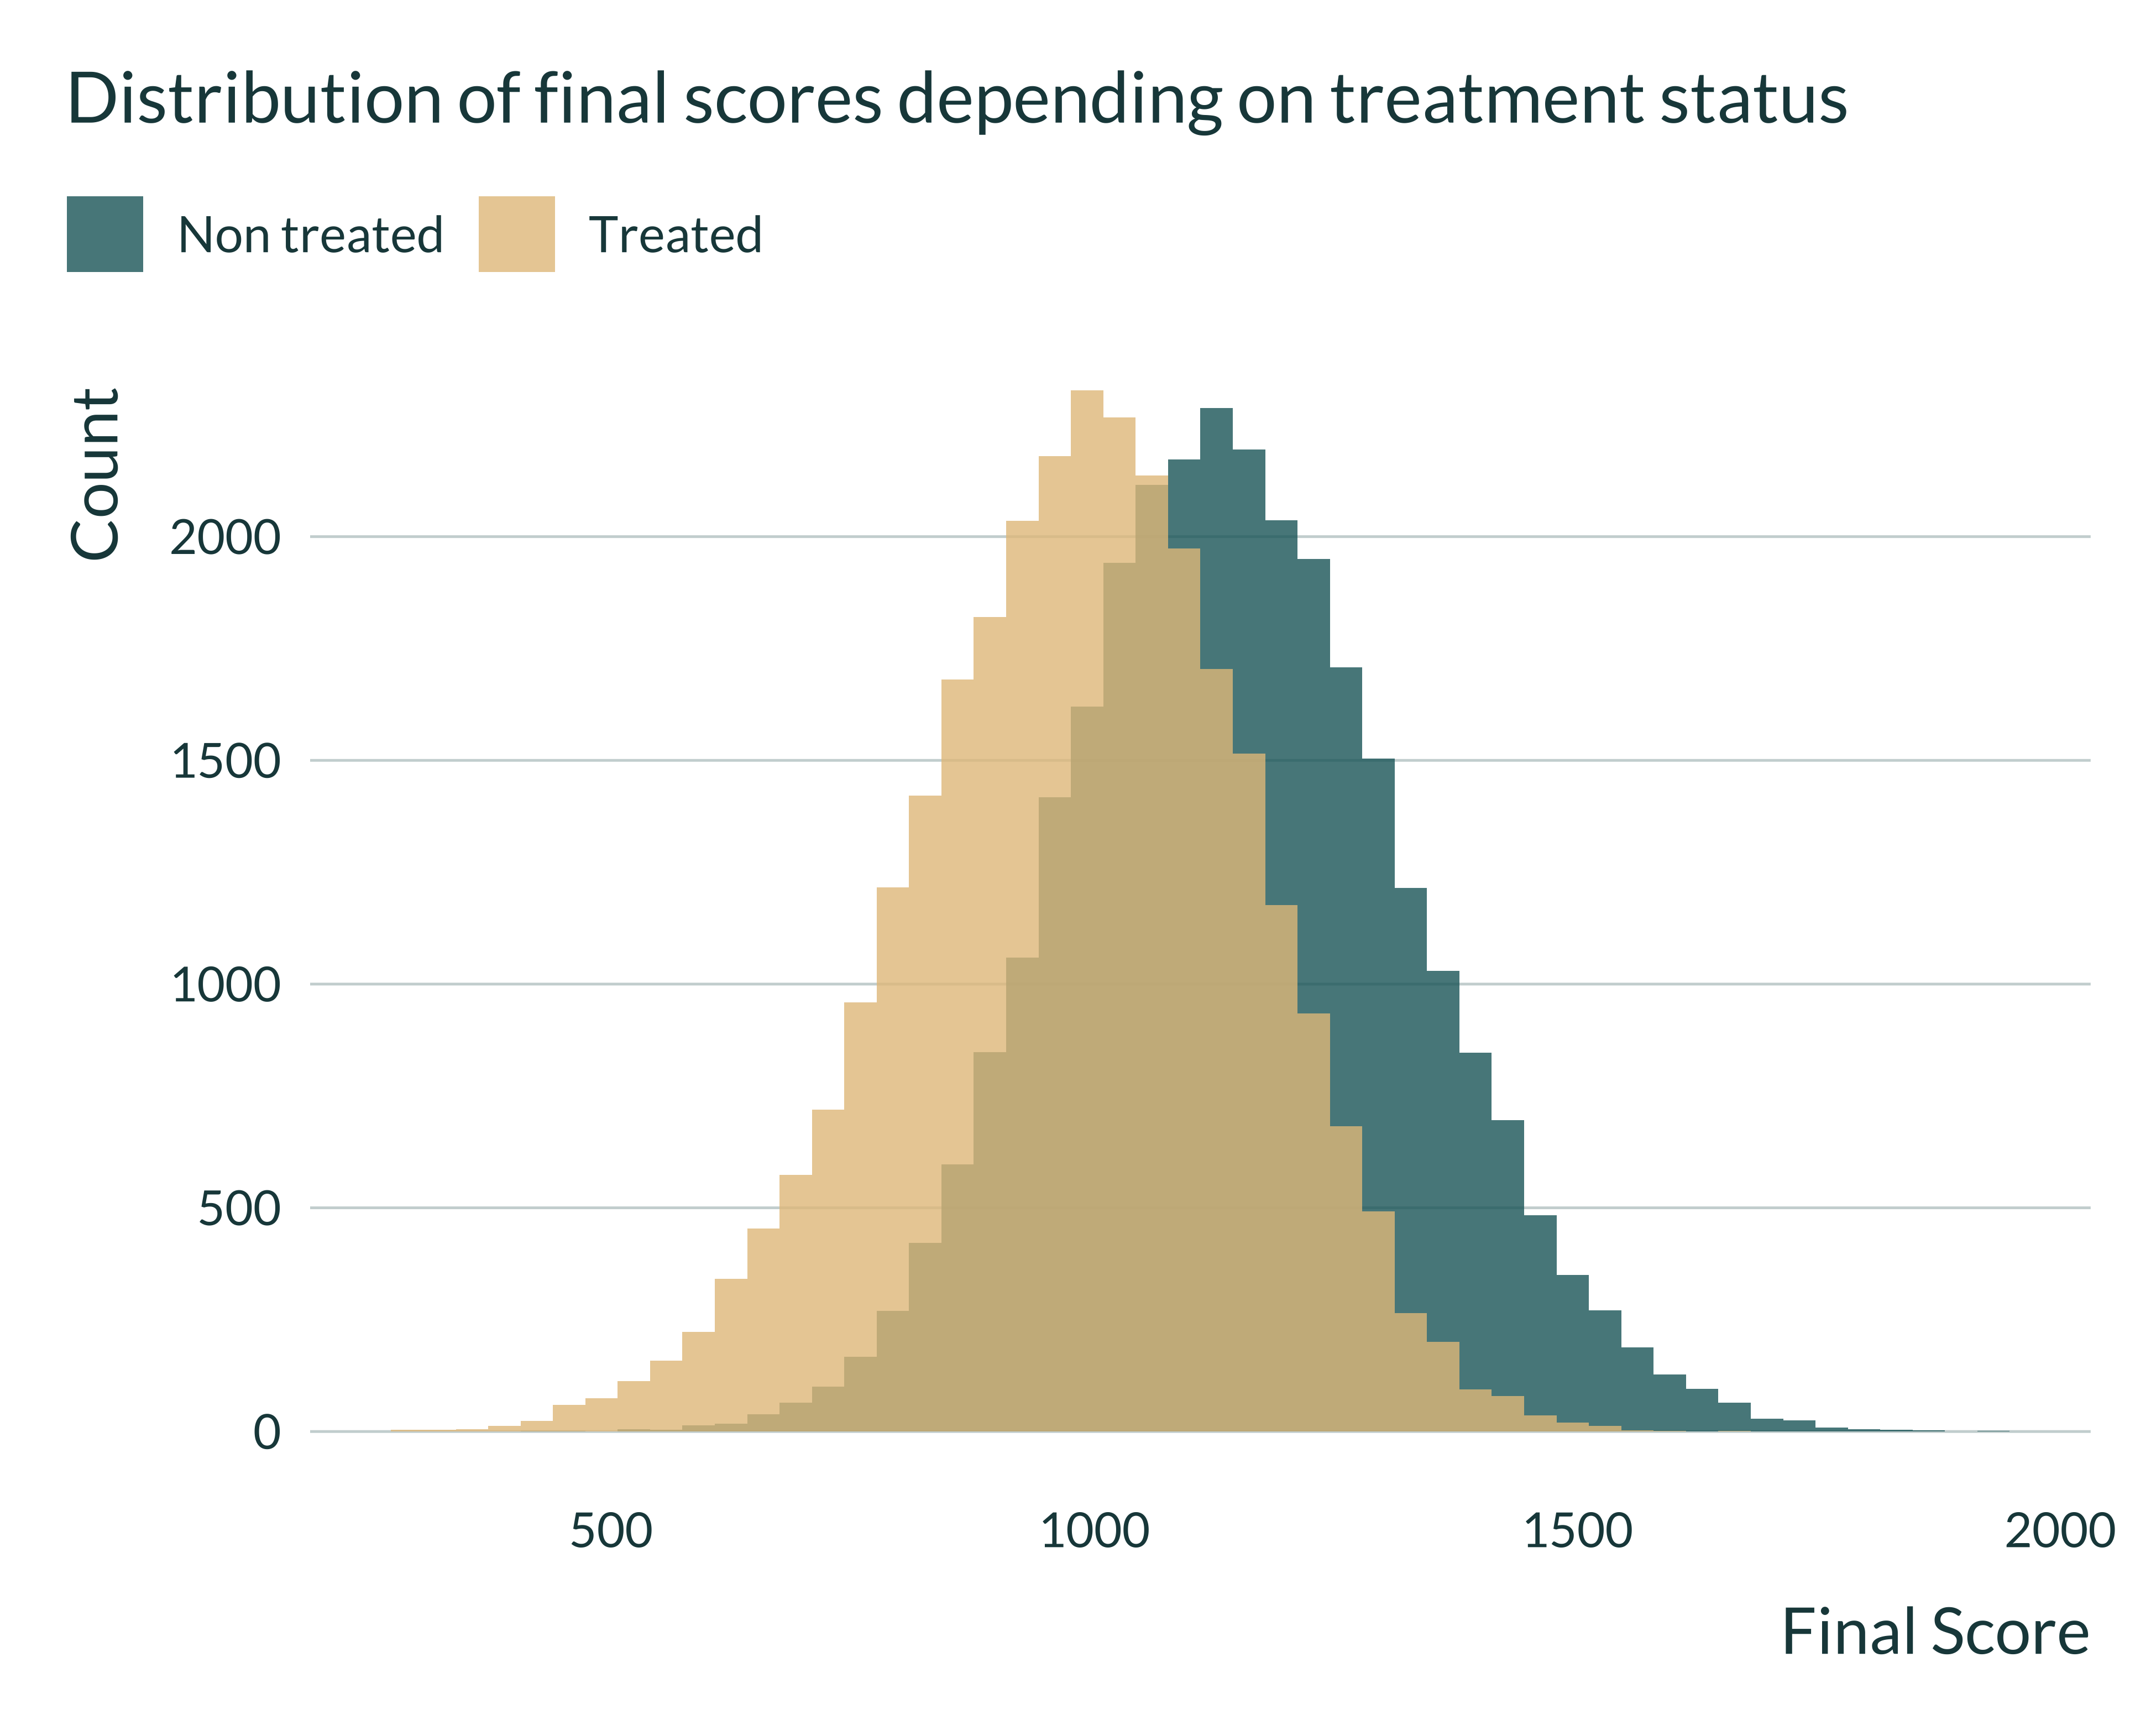 Distribution of final scores depending on treatment status
Non treated
Treated
Count
2000
1500
1000
500
0
500
1000
1500
2000
Final Score